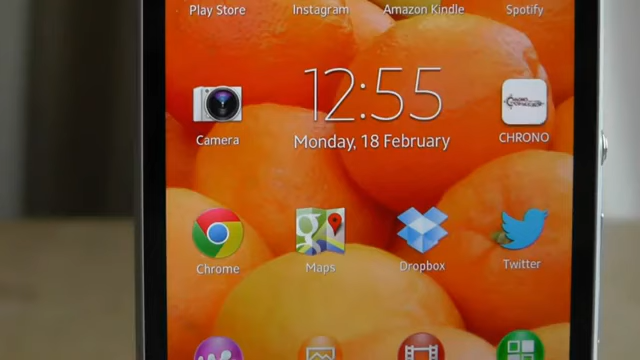 Play Store Instagram Amazon Kindle Spotify
12:55
Camera Monday, 18 February CHRONO
Chrome Maps Dropbox Twitter